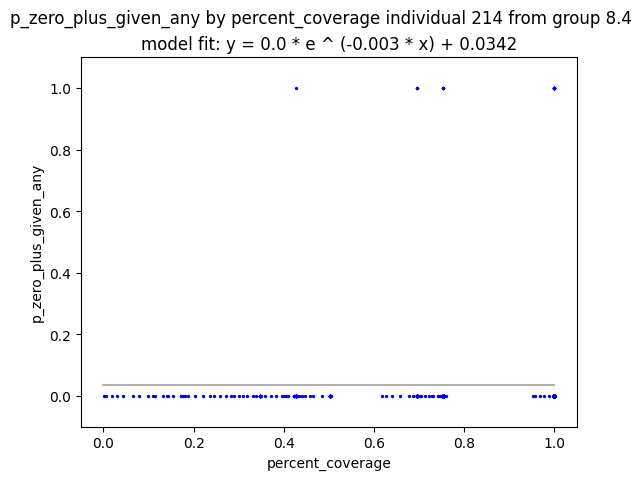 p_zero_plus_given_any by percent_coverage individual 214 from group 8.4
model fit: y = 0.0 * e ^ (-0.003 * x) + 0.0342
1.0
0.8
0.6
0.4
0.2
0.0
p_zero_plus_given_any
0.0 0.2 0.4 0.6 0.8 1.0
percent_coverage